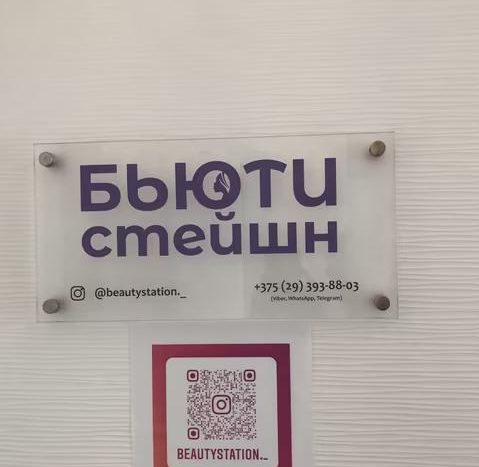 БЬЮТИ
стейшн
@beautystation._
+375 (29) 393-88-03
(Viber, WhatsApp, Telegram)
BEAUTYSTATION._